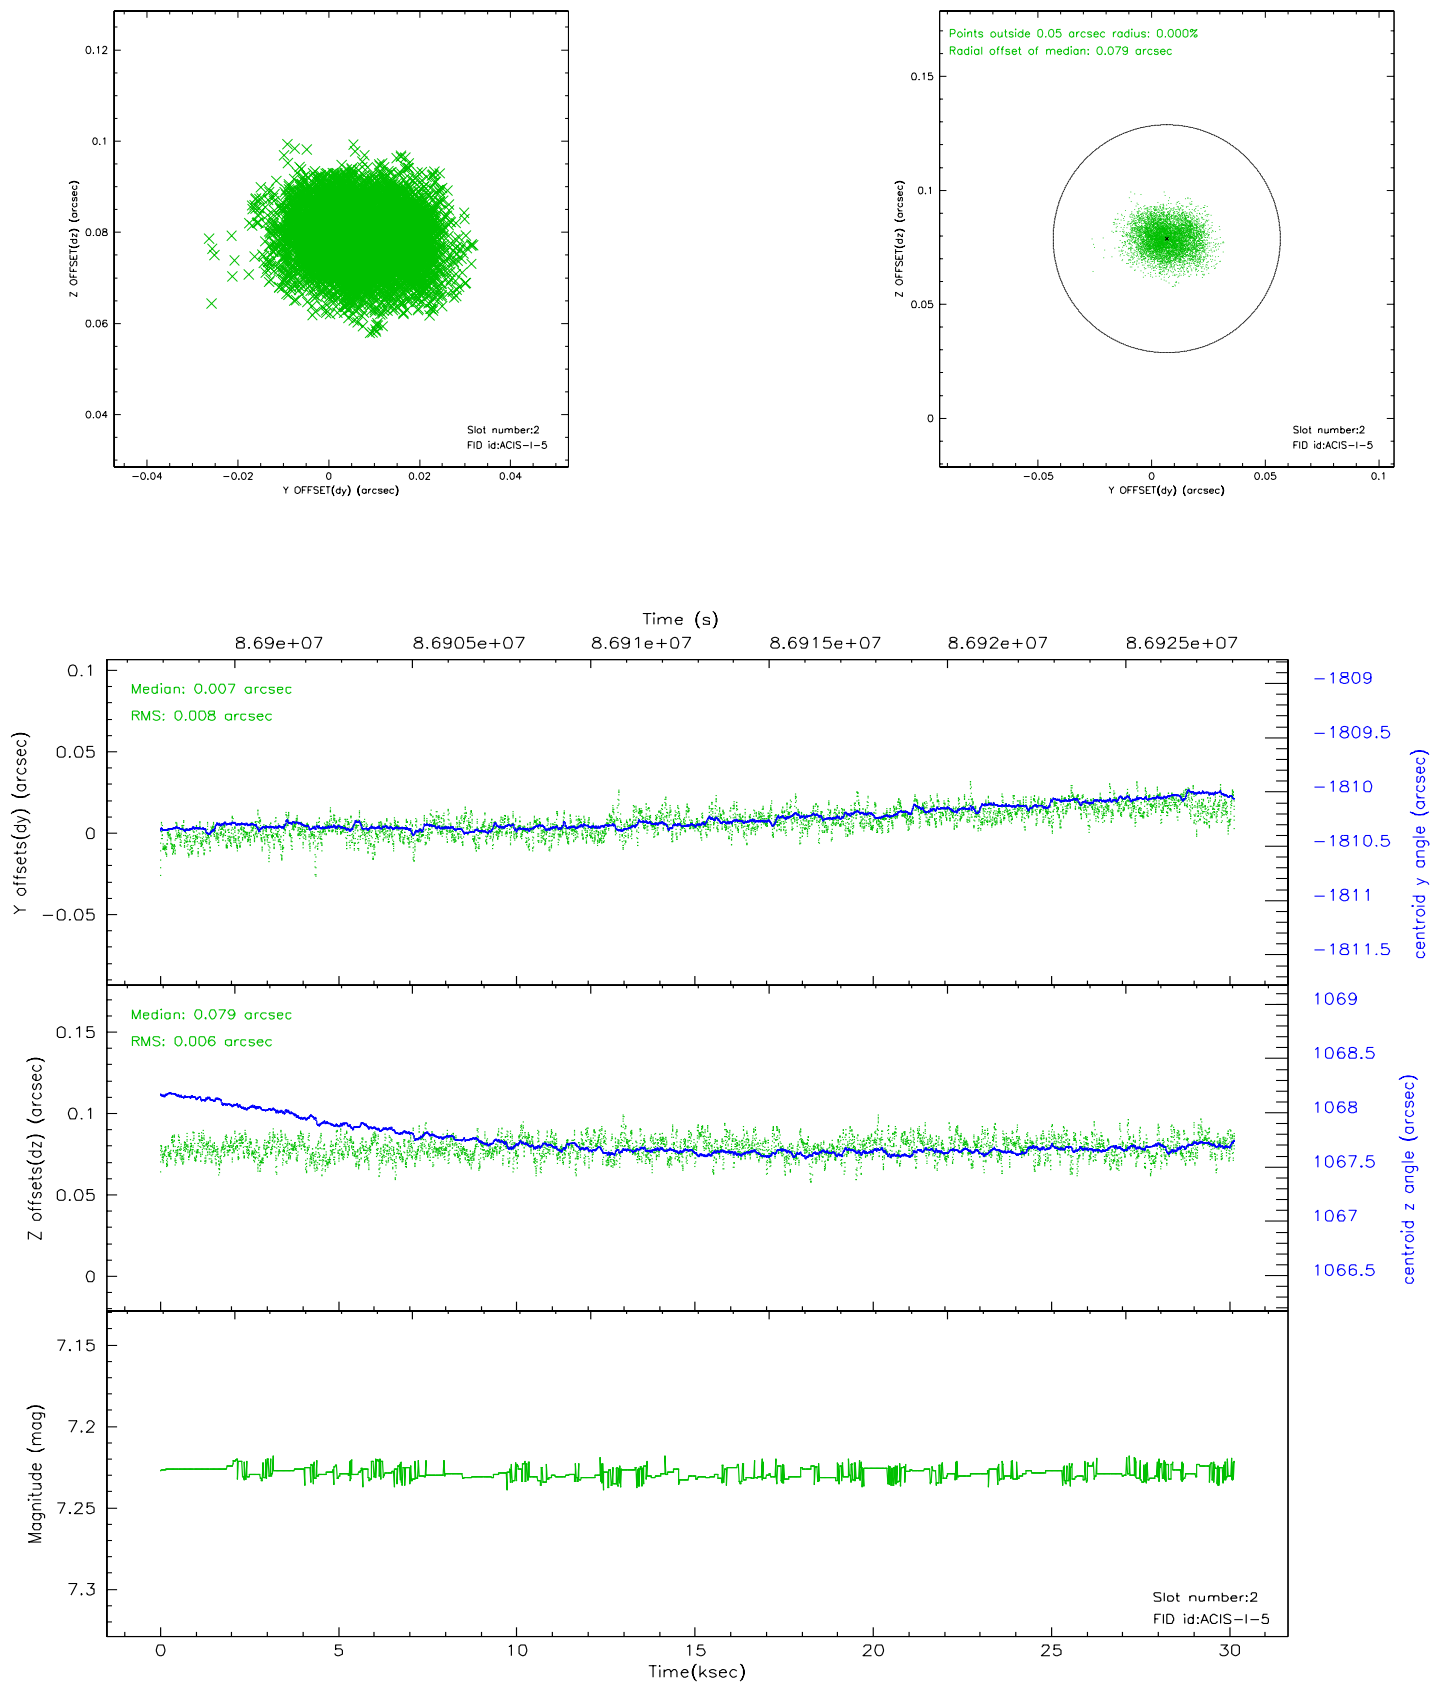 0.12
0.1
0.08
0.06
0.04
Z OFFSET(dz) (arcsec)
Slot number:2
FID id:ACIS-I-5
-0.04 -0.02 0 0.02 0.04
Y OFFSET(dy) (arcsec)
Points outside 0.05 arcsec radius: 0.000%
Radial offset of median: 0.079 arcsec
0.15
0.1
0.05
0
Z OFFSET(dz) (arcsec)
Slot number:2
FID id:ACIS-I-5
-0.05 0 0.05 0.1
Y OFFSET(dy) (arcsec)
Time (s)
8.69e+07 8.6905e+07 8.691e+07 8.6915e+07 8.692e+07 8.6925e+07
Median: 0.007 arcsec
RMS: 0.008 arcsec
0.1
0.05
0
-0.05
Y offsets(dy) (arcsec)
-1809
-1809.5
-1810
-1810.5
-1811
-1811.5
centroid y angle (arcsec)
Median: 0.079 arcsec
RMS: 0.006 arcsec
0.15
0.1
0.05
0
Z offsets(dz) (arcsec)
1069
1068.5
1068
1067.5
1067
1066.5
centroid z angle (arcsec)
7.15
7.2
7.25
7.3
Magnitude (mag)
Slot number:2
FID id:ACIS-I-5
0 5 10 15 20 25 30
Time(ksec)